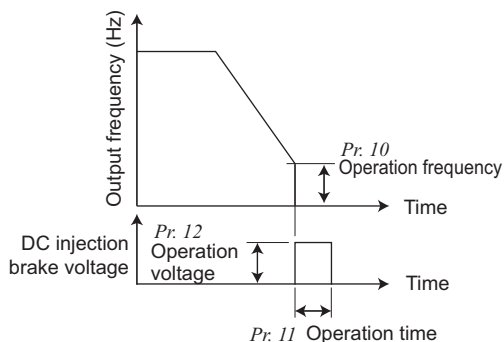 Output frequency (Hz)
Pr. 10
Operation frequency
Time
DC injection
brake voltage
Pr. 12
Operation
voltage
Time
Pr. 11 Operation time